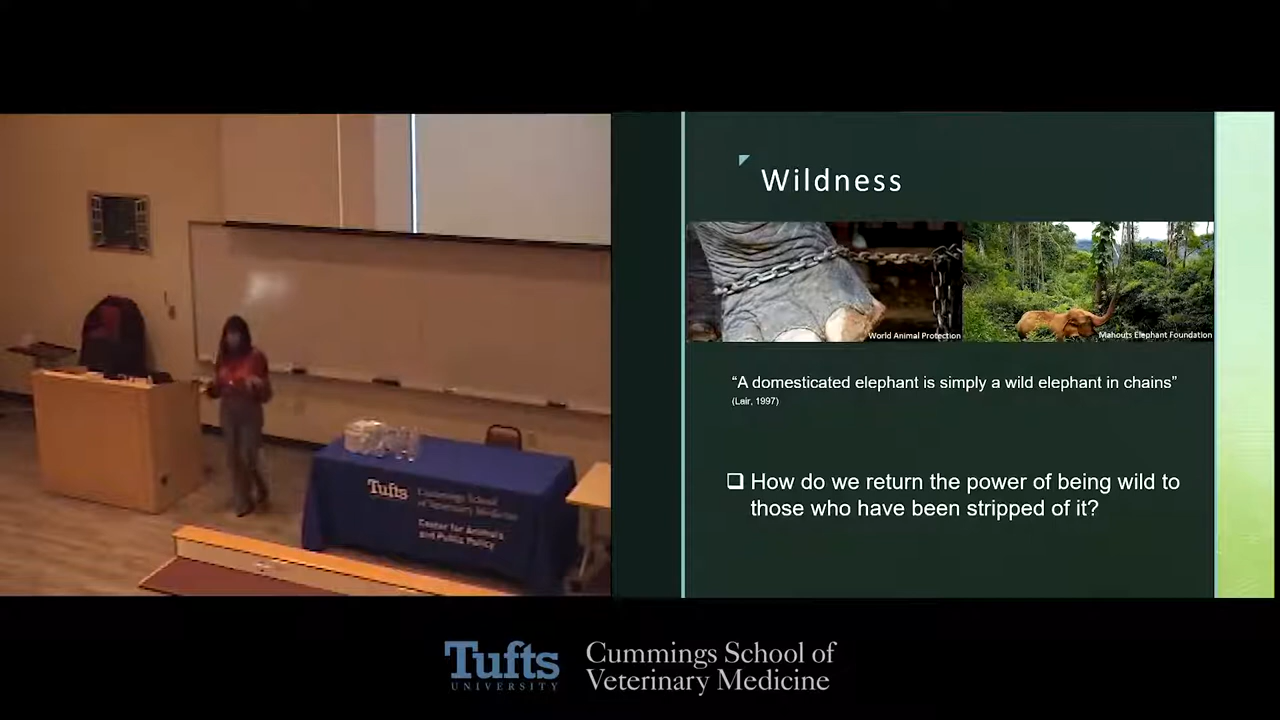 Wildness
World Animal Protection
Mahouts Elephant Foundation
“A domesticated elephant is simply a wild elephant in chains”
(Lair, 1997)
❑ How do we return the power of being wild to
those who have been stripped of it?
Tufts
Cummings School
of Veterinary Medicine
Center for Animals
and Public Policy
Tufts
UNIVERSITY
Cummings School of
Veterinary Medicine